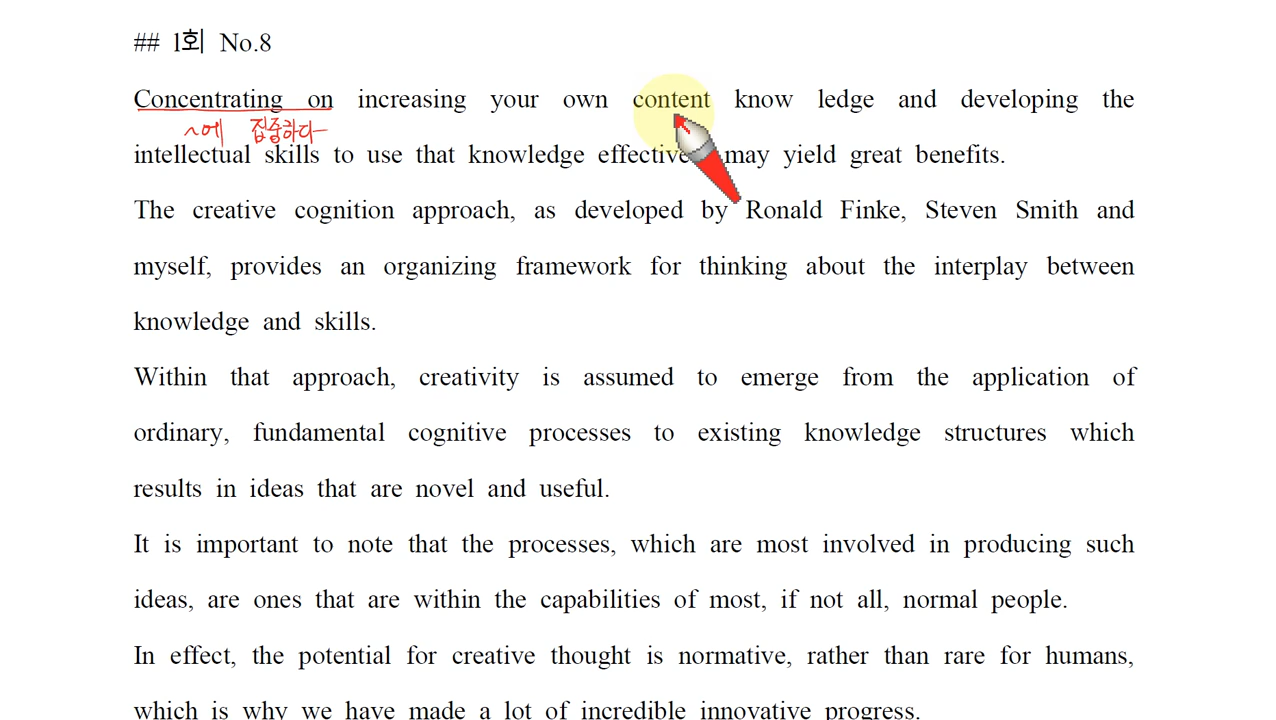 ## 1회 No.8
Concentrating on increasing your own content know ledge and developing the
~에 집중하다
intellectual skills to use that knowledge effective may yield great benefits.
The creative cognition approach, as developed by Ronald Finke, Steven Smith and
myself, provides an organizing framework for thinking about the interplay between
knowledge and skills.
Within that approach, creativity is assumed to emerge from the application of
ordinary, fundamental cognitive processes to existing knowledge structures which
results in ideas that are novel and useful.
It is important to note that the processes, which are most involved in producing such
ideas, are ones that are within the capabilities of most, if not all, normal people.
In effect, the potential for creative thought is normative, rather than rare for humans,
which is why we have made a lot of incredible innovative progress.